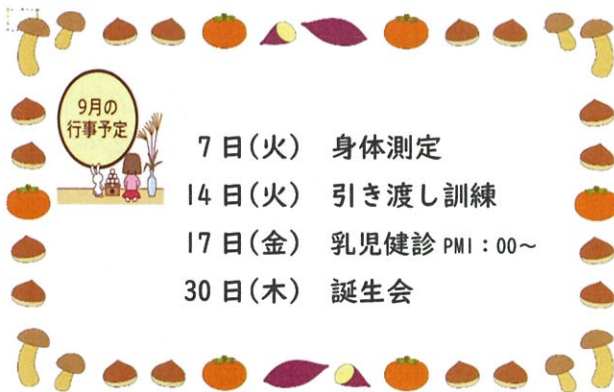 9月の
行事予定
7日(火) 身体測定
14日(火) 引き渡し訓練
17日(金) 乳児健診 PM1:00~
30日(木) 誕生会